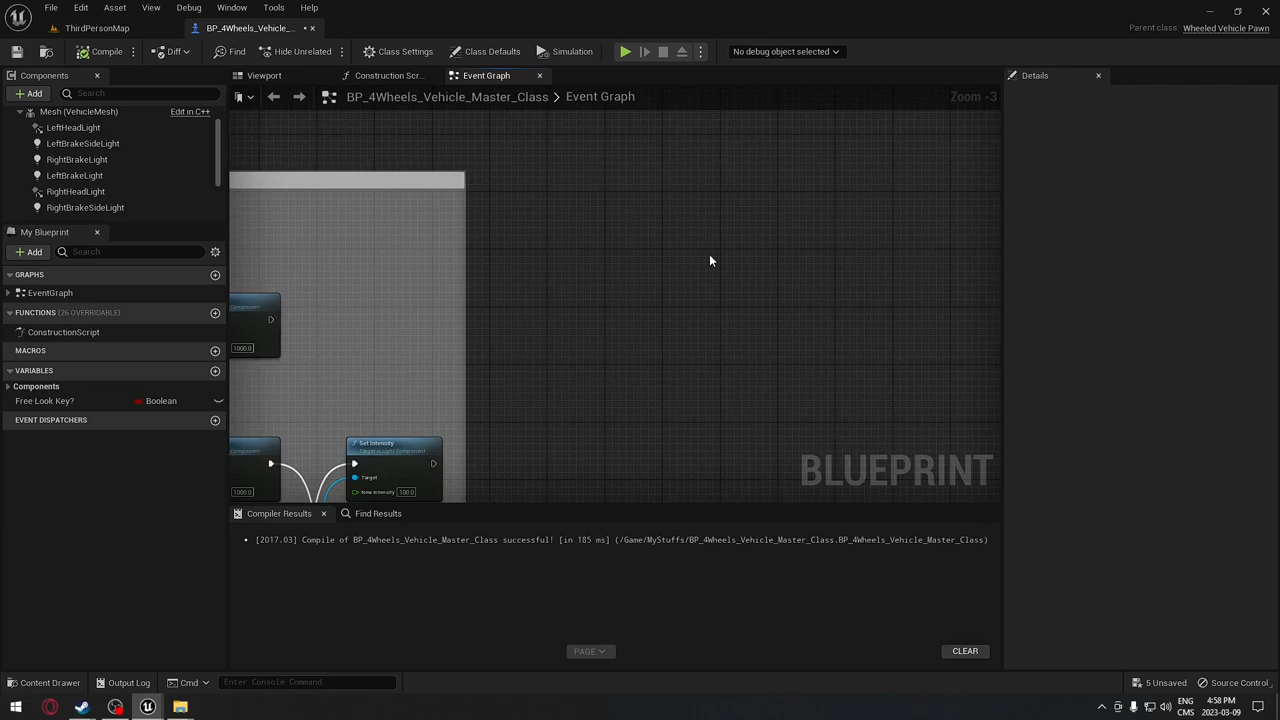 File Edit Asset View Debug Window Tools Help
ThirdPersonMap
BP_4Wheels_Vehicle_...
Parent class: Wheeled Vehicle Pawn
Compile Diff Find Hide Unrelated Class Settings Class Defaults Simulation No debug object selected
Components
Viewport
Construction Scr...
Event Graph
Details
+ Add Search
BP_4Wheels_Vehicle_Master_Class > Event Graph
Zoom -3
Mesh (VehicleMesh) Edit in C++
LeftHeadLight
LeftBrakeSideLight
RightBrakeLight
LeftBrakeLight
RightHeadLight
RightBrakeSideLight
My Blueprint
+ Add Search
GRAPHS
EventGraph
FUNCTIONS (26 OVERRIDABLE)
ConstructionScript
MACROS
VARIABLES
Components
Free Look Key? Boolean
EVENT DISPATCHERS
Component
1000.0
Component
1000.0
Set Intensity
Target is Light Component
Target
New Intensity 100.0
BLUEPRINT
Compiler Results
Find Results
[2017.03] Compile of BP_4Wheels_Vehicle_Master_Class successful! [in 185 ms] (/Game/MyStuffs/BP_4Wheels_Vehicle_Master_Class.BP_4Wheels_Vehicle_Master_Class)
PAGE
CLEAR
Content Drawer Output Log Cmd Enter Console Command 5 Unsaved Source Control
ENG
CMS
4:58 PM
2023-03-09